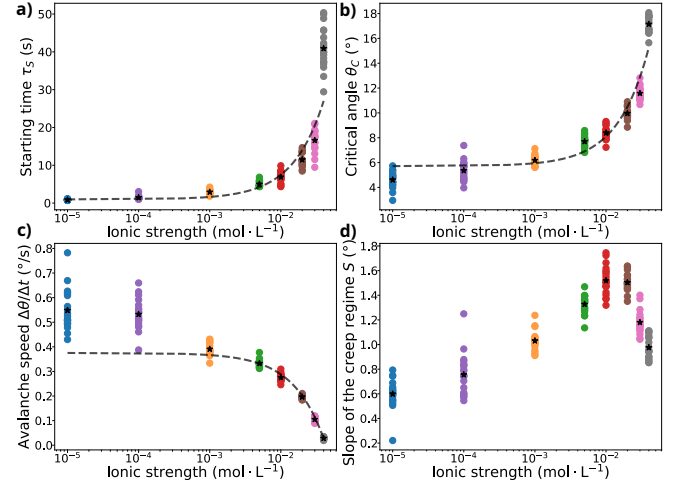 a)
Starting time τ_S (s)
50
40
30
20
10
0
10⁻⁵ 10⁻⁴ 10⁻³ 10⁻²
Ionic strength (mol · L⁻¹)
b)
Critical angle θ_C (°)
18
16
14
12
10
8
6
4
10⁻⁵ 10⁻⁴ 10⁻³ 10⁻²
Ionic strength (mol · L⁻¹)
c)
Avalanche speed Δθ/Δt (°/s)
0.8
0.7
0.6
0.5
0.4
0.3
0.2
0.1
0.0
10⁻⁵ 10⁻⁴ 10⁻³ 10⁻²
Ionic strength (mol · L⁻¹)
d)
Slope of the creep regime S (°)
1.8
1.6
1.4
1.2
1.0
0.8
0.6
0.4
0.2
10⁻⁵ 10⁻⁴ 10⁻³ 10⁻²
Ionic strength (mol · L⁻¹)